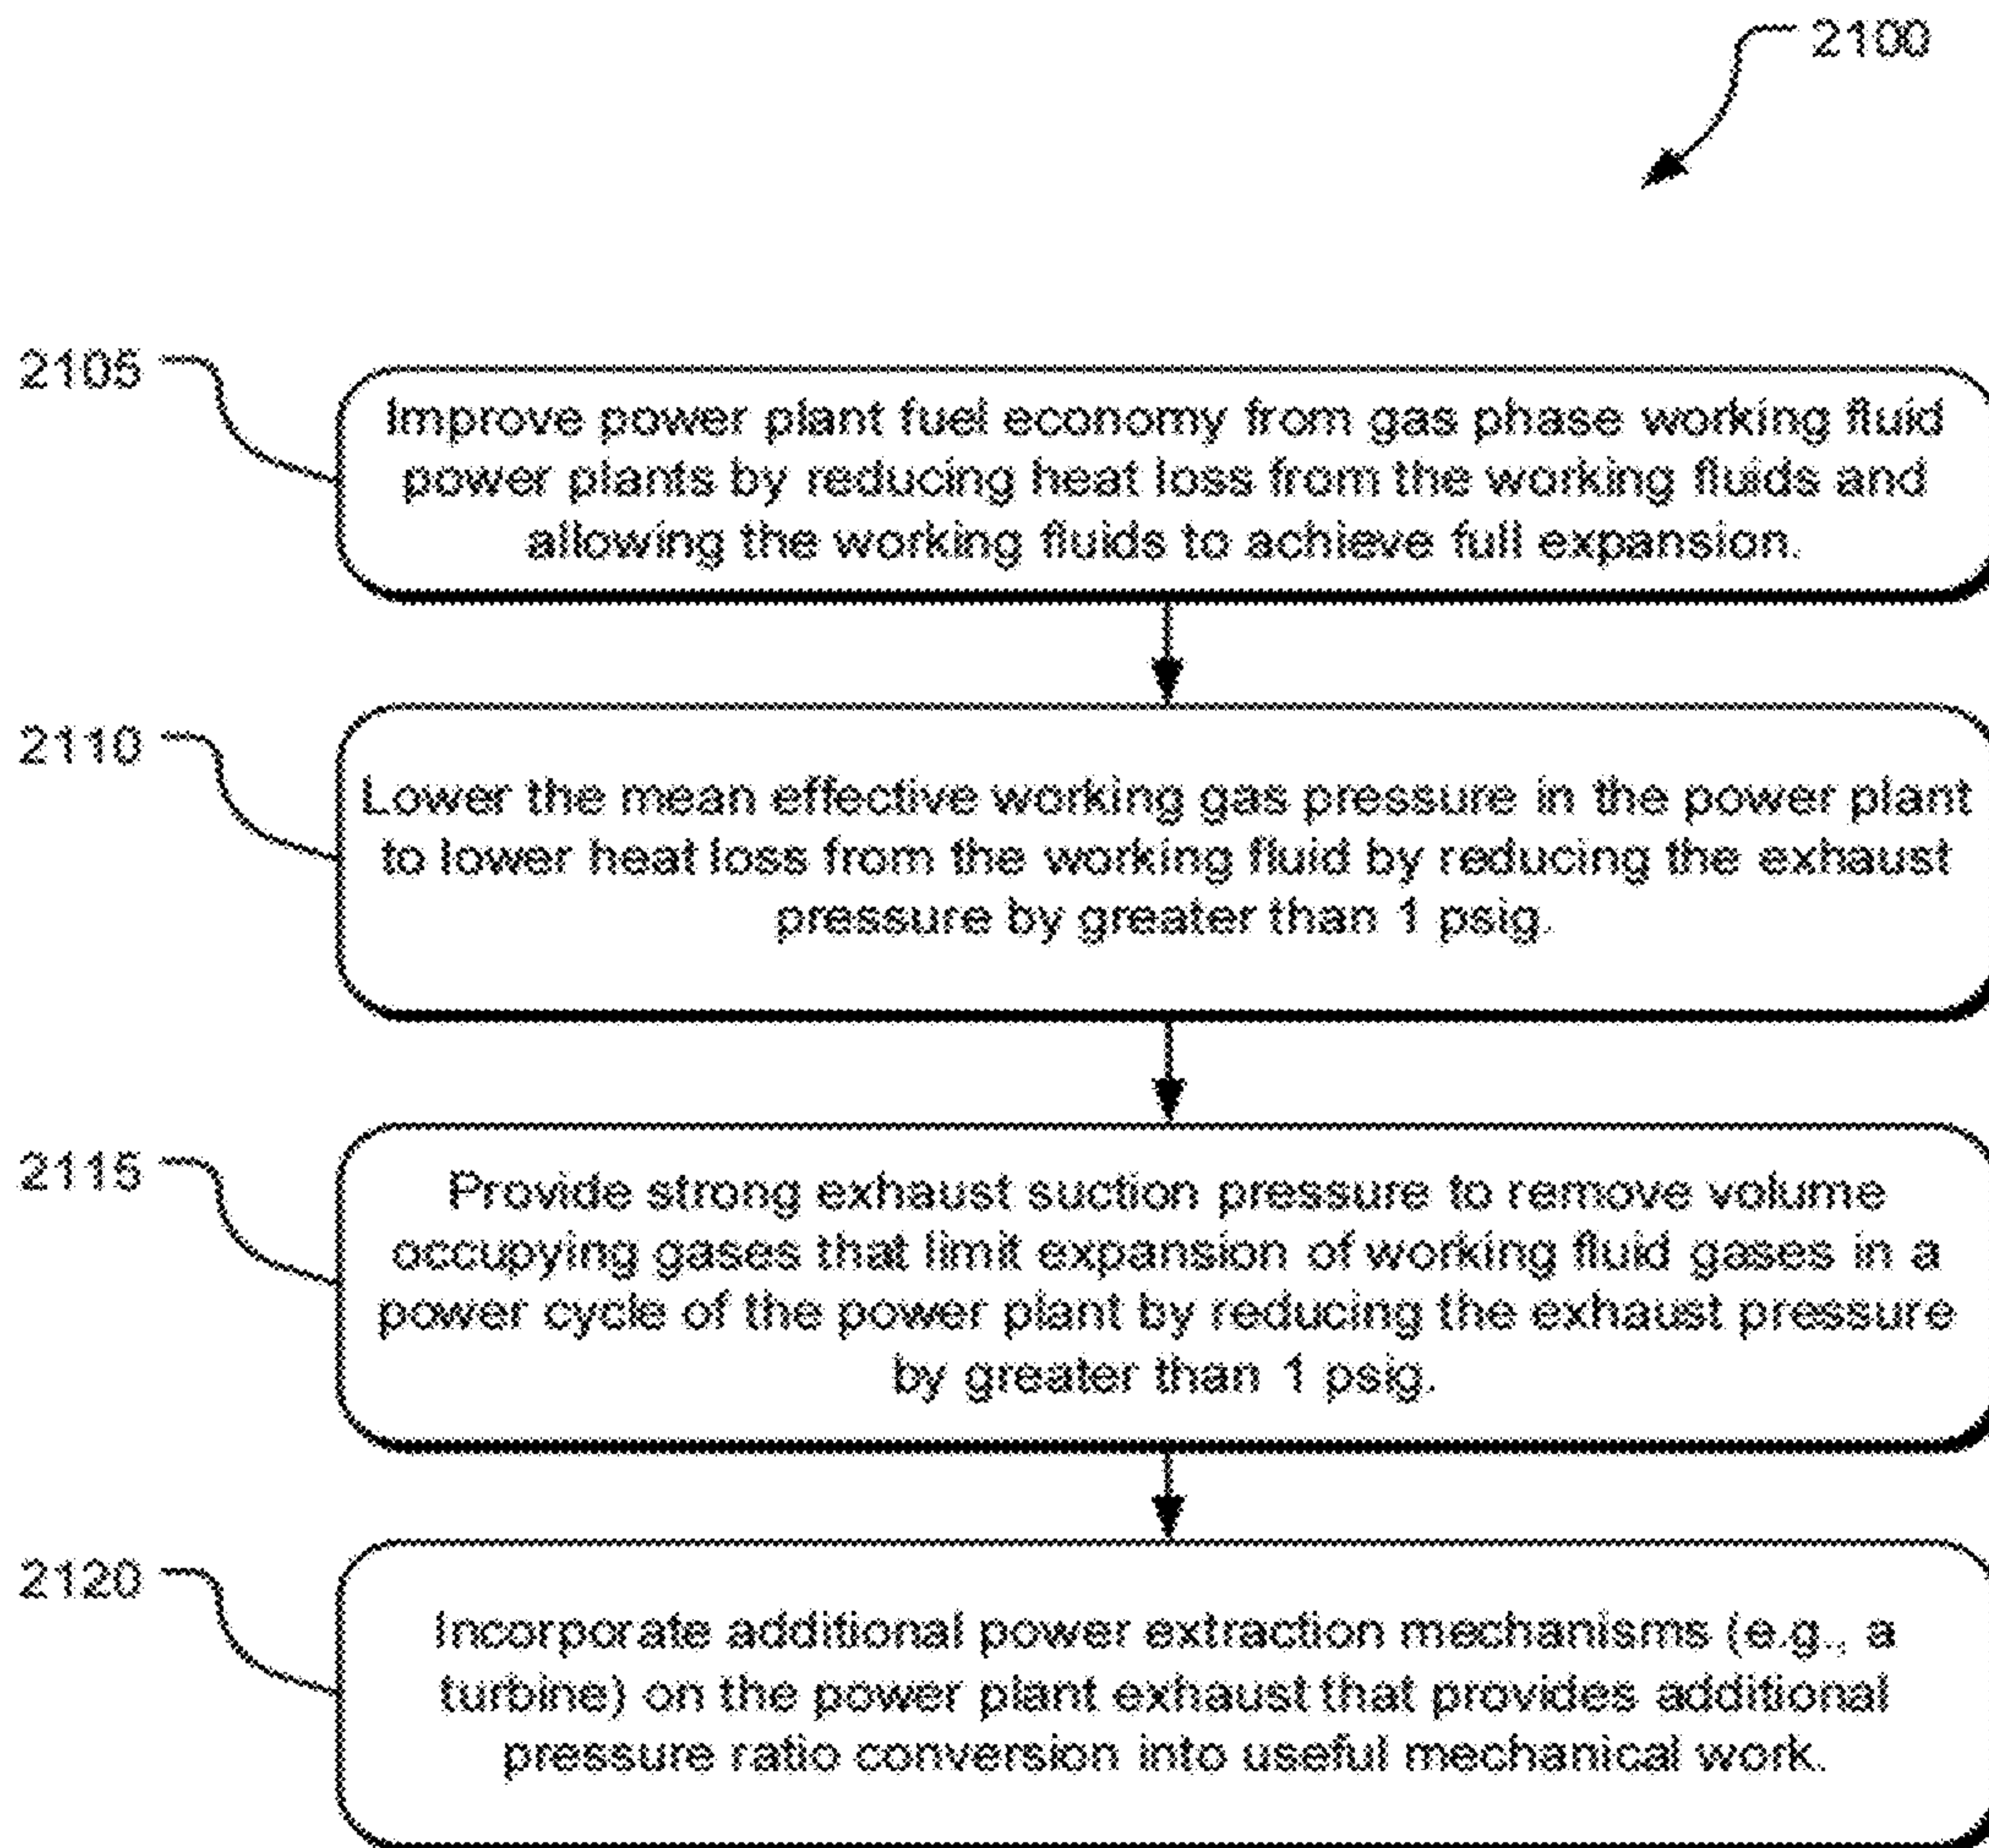 2100
2105
Improve power plant fuel economy from gas phase working fluid
power plants by reducing heat loss from the working fluids and
allowing the working fluids to achieve full expansion.
2110
Lower the mean effective working gas pressure in the power plant
to lower heat loss from the working fluid by reducing the exhaust
pressure by greater than 1 psig.
2115
Provide strong exhaust suction pressure to remove volume
occupying gases that limit expansion of working fluid gases in a
power cycle of the power plant by reducing the exhaust pressure
by greater than 1 psig.
2120
Incorporate additional power extraction mechanisms (e.g., a
turbine) on the power plant exhaust that provides additional
pressure ratio conversion into useful mechanical work.